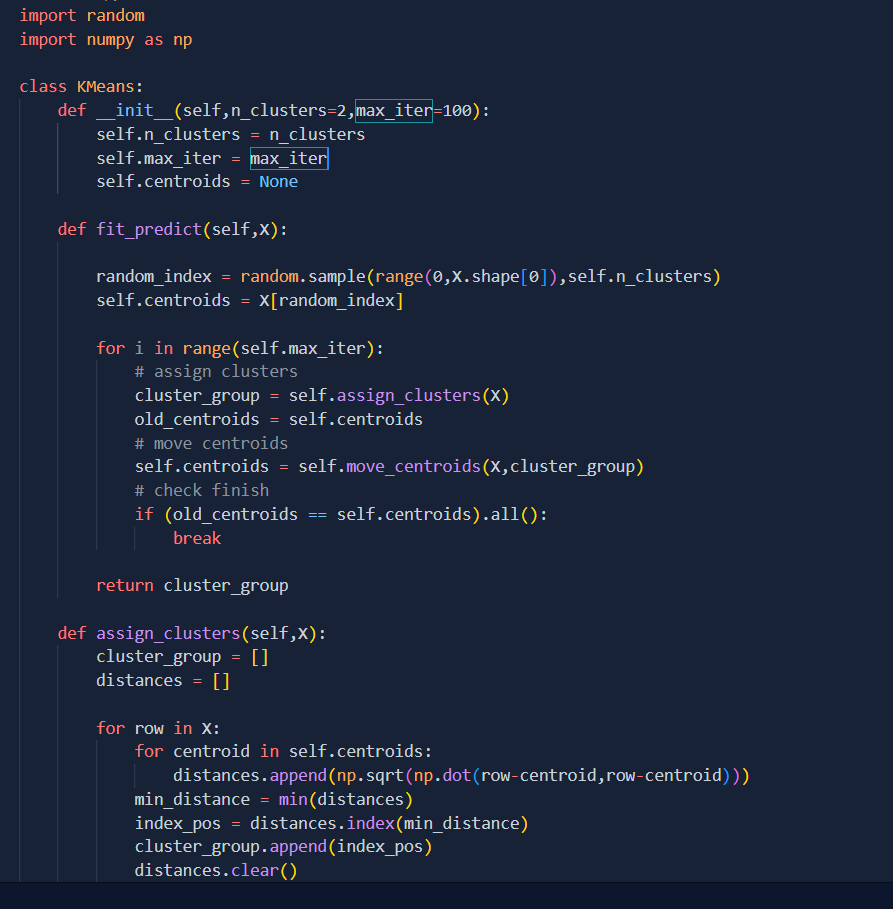 import random
import numpy as np
class KMeans:
    def __init__(self,n_clusters=2,max_iter=100):
        self.n_clusters = n_clusters
        self.max_iter = max_iter
        self.centroids = None
    def fit_predict(self,X):
        random_index = random.sample(range(0,X.shape[0]),self.n_clusters)
        self.centroids = X[random_index]
        for i in range(self.max_iter):
            # assign clusters
            cluster_group = self.assign_clusters(X)
            old_centroids = self.centroids
            # move centroids
            self.centroids = self.move_centroids(X,cluster_group)
            # check finish
            if (old_centroids == self.centroids).all():
                break
        return cluster_group
    def assign_clusters(self,X):
        cluster_group = []
        distances = []
        for row in X:
            for centroid in self.centroids:
                distances.append(np.sqrt(np.dot(row-centroid,row-centroid)))
            min_distance = min(distances)
            index_pos = distances.index(min_distance)
            cluster_group.append(index_pos)
            distances.clear()